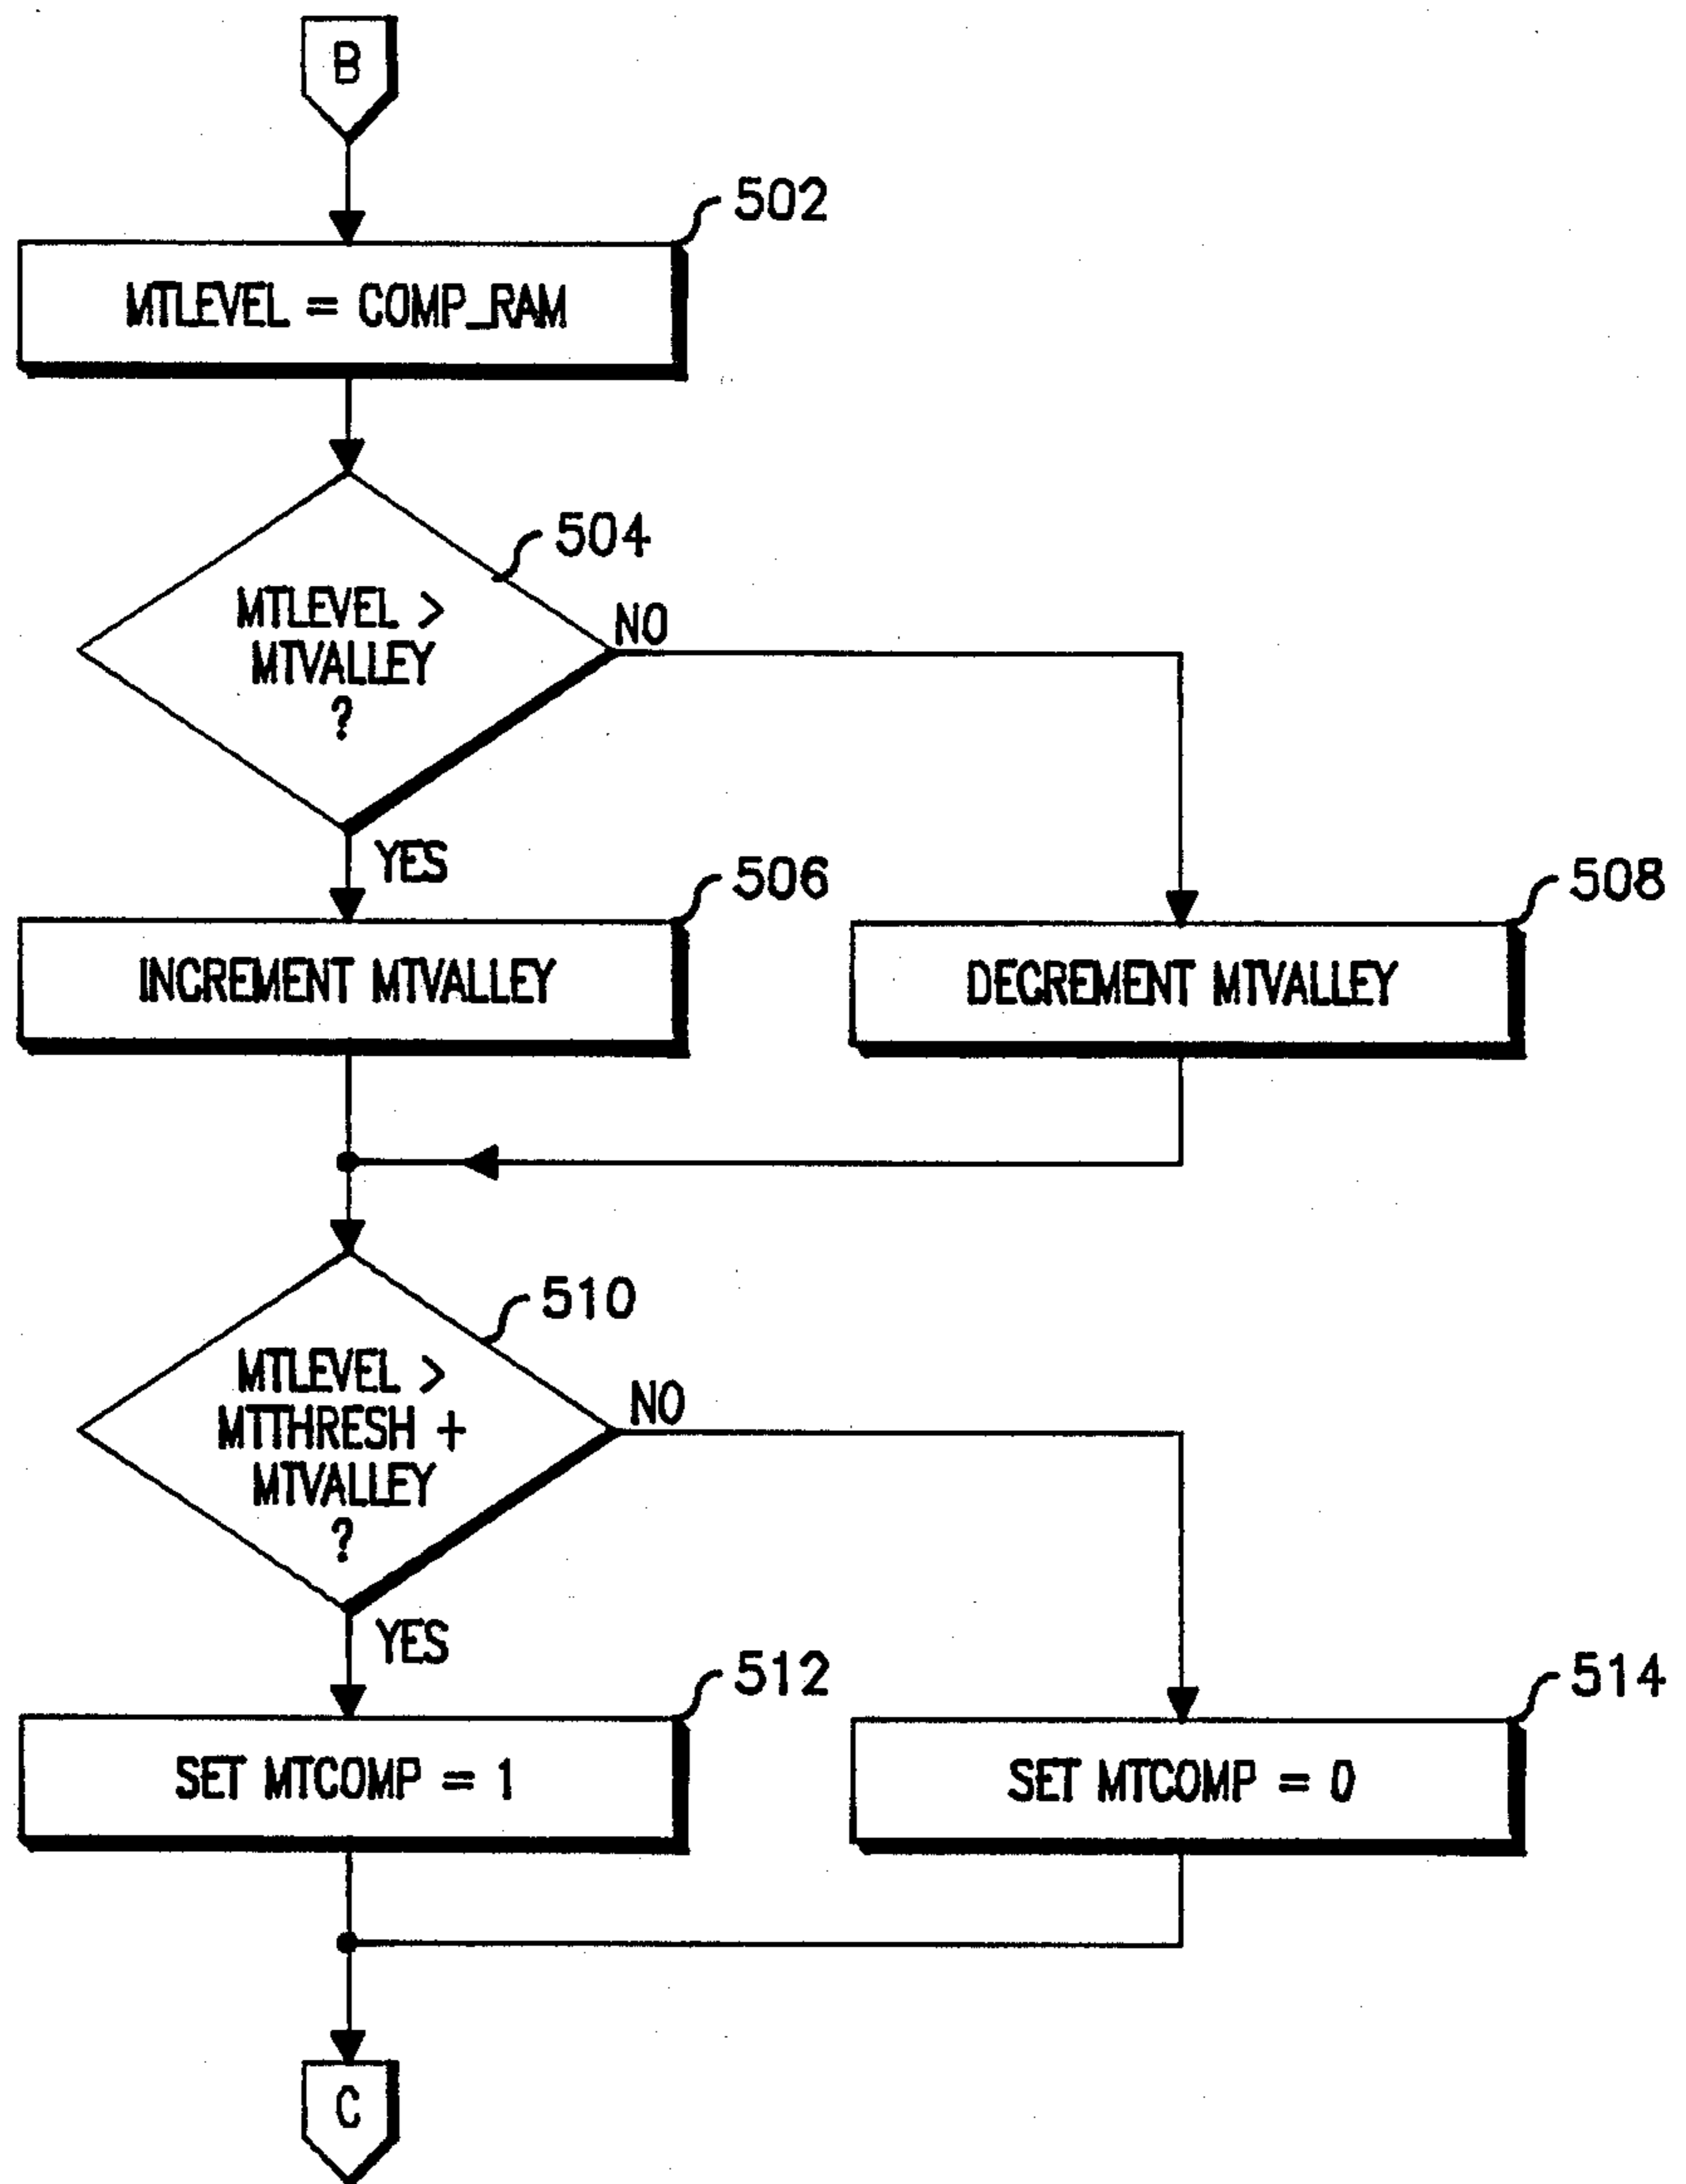 B
502
MTLEVEL = COMP_RAM
504
MTLEVEL >
MTVALLEY
?
NO
YES
506
INCREMENT MTVALLEY
508
DECREMENT MTVALLEY
510
MTLEVEL >
MTTHRESH +
MTVALLEY
?
NO
YES
512
SET MTCOMP = 1
514
SET MTCOMP = 0
C